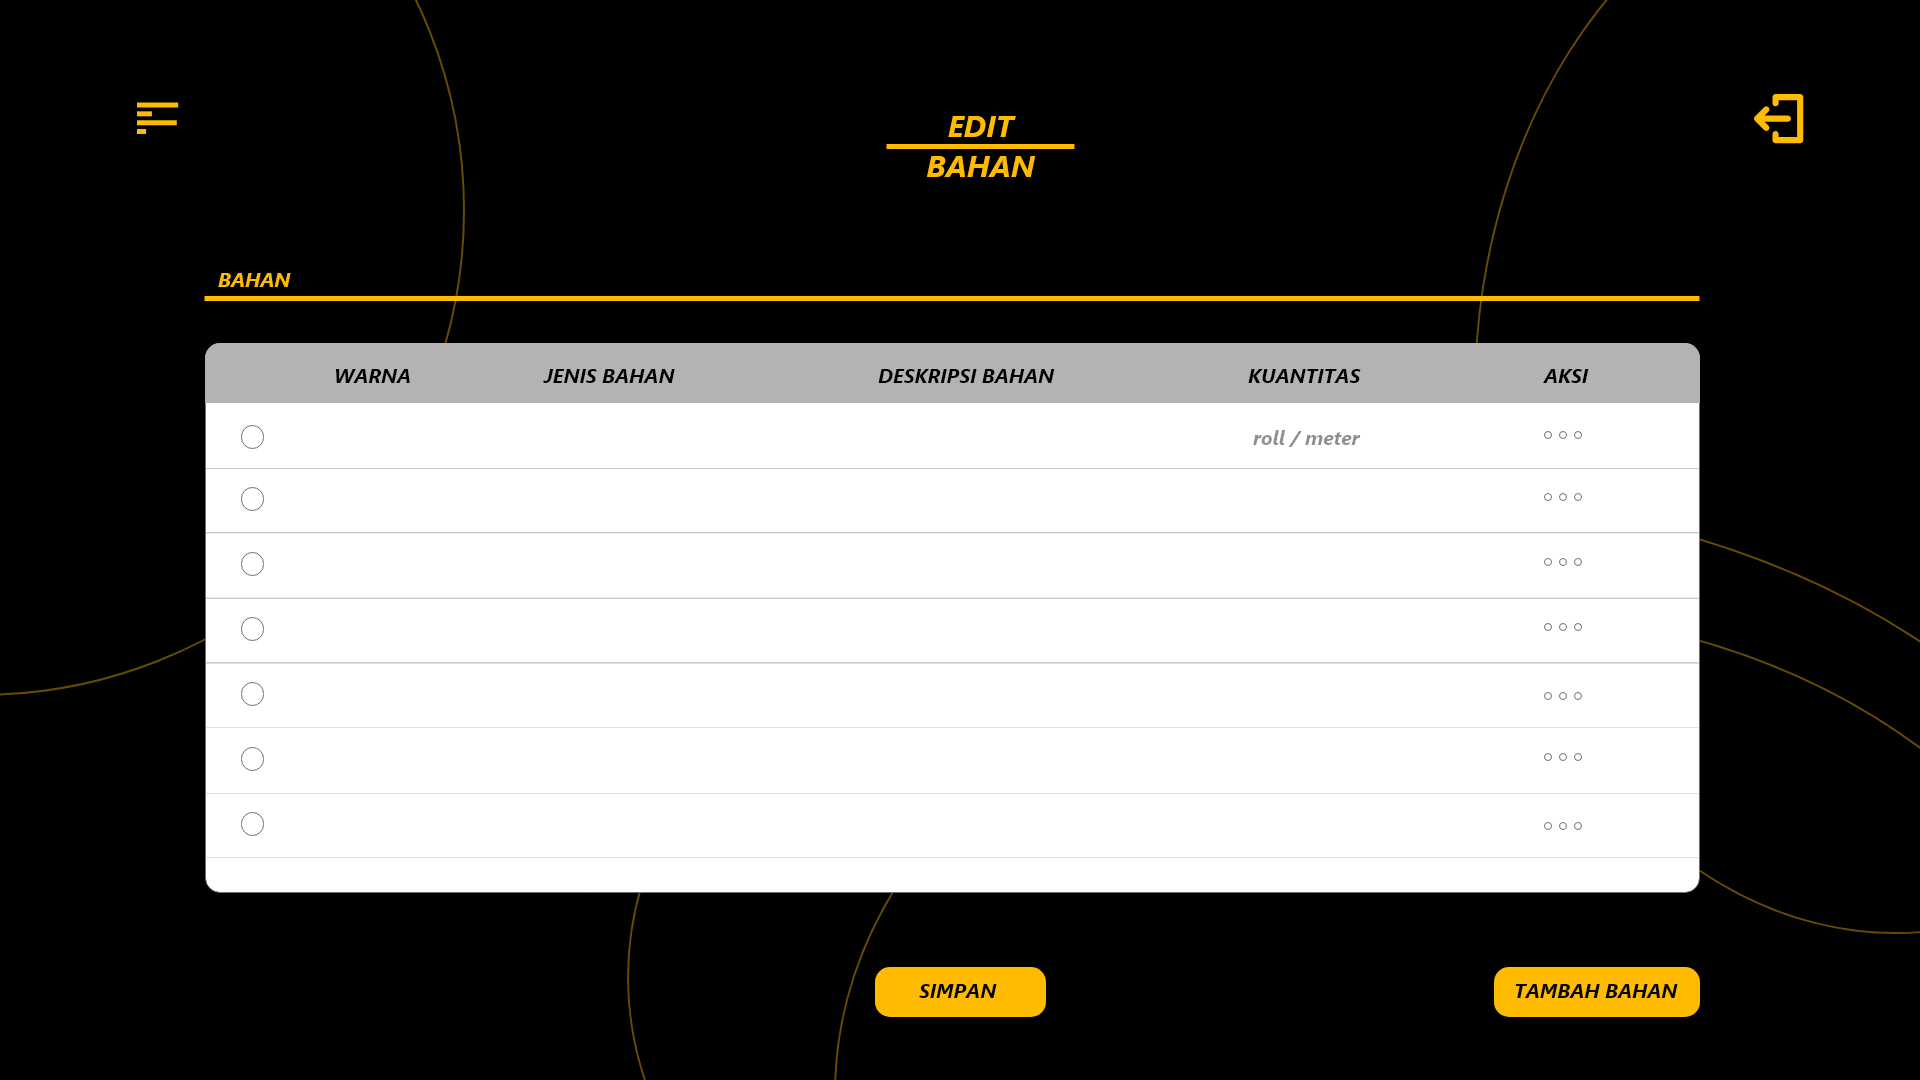 EDIT
BAHAN
BAHAN
WARNA JENIS BAHAN DESKRIPSI BAHAN KUANTITAS AKSI
roll / meter
SIMPAN TAMBAH BAHAN